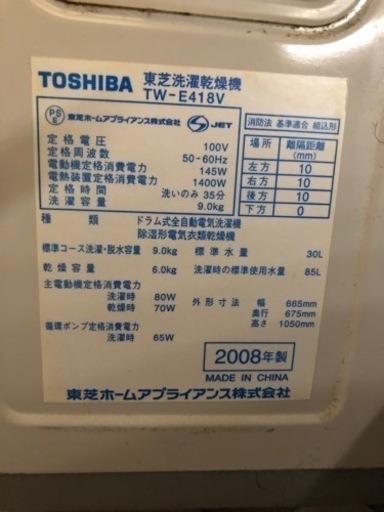 TOSHIBA 東芝洗濯乾燥機
TW-E418V
PS E 東芝ホームアプライアンス株式会社 S JET
定格電圧 100V
定格周波数 50-60Hz
電動機定格消費電力 145W
電熱装置定格消費電力 1400W
定格時間 洗いのみ 35分
洗濯容量 9.0kg
消防法 基準適合 組込形
場所 離隔距離(mm)
左方 10
右方 10
後方 10
下方 0
種類 ドラム式全自動電気洗濯機
除湿形電気衣類乾燥機
標準コース洗濯・脱水容量 9.0kg 標準水量 30L
乾燥容量 6.0kg 洗濯時の標準使用水量 85L
主電動機定格消費電力
洗濯時 80W
乾燥時 70W
外形寸法 幅 665mm
奥行 675mm
高さ 1050mm
循環ポンプ定格消費電力
洗濯時 65W
2008年製
MADE IN CHINA
東芝ホームアプライアンス株式会社